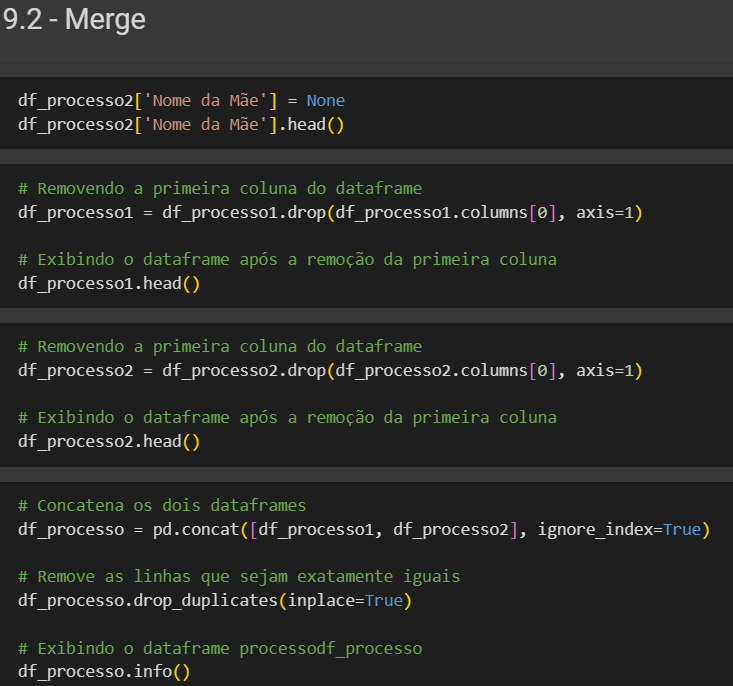 9.2 - Merge
df_processo2['Nome da Mãe'] = None
df_processo2['Nome da Mãe'].head()
# Removendo a primeira coluna do dataframe
df_processo1 = df_processo1.drop(df_processo1.columns[0], axis=1)
# Exibindo o dataframe após a remoção da primeira coluna
df_processo1.head()
# Removendo a primeira coluna do dataframe
df_processo2 = df_processo2.drop(df_processo2.columns[0], axis=1)
# Exibindo o dataframe após a remoção da primeira coluna
df_processo2.head()
# Concatena os dois dataframes
df_processo = pd.concat([df_processo1, df_processo2], ignore_index=True)
# Remove as linhas que sejam exatamente iguais
df_processo.drop_duplicates(inplace=True)
# Exibindo o dataframe processodf_processo
df_processo.info()